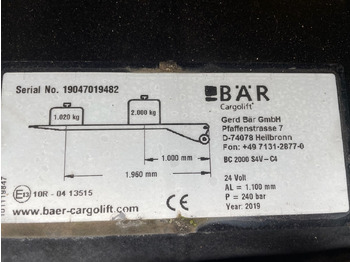 Serial No. 19047019482
BÄR
Cargolift
1.020 kg
2.000 kg
Gerd Bär GmbH
Pfaffenstrasse 7
D-74078 Heilbronn
Fon: +49 7131-2877-0
1.000 mm
BC 2000 S4V-C4
1.960 mm
24 Volt
AL = 1.100 mm
P = 240 bar
Year: 2019
E13 10R - 04 13515
CE
www.baer-cargolift.com
101119847